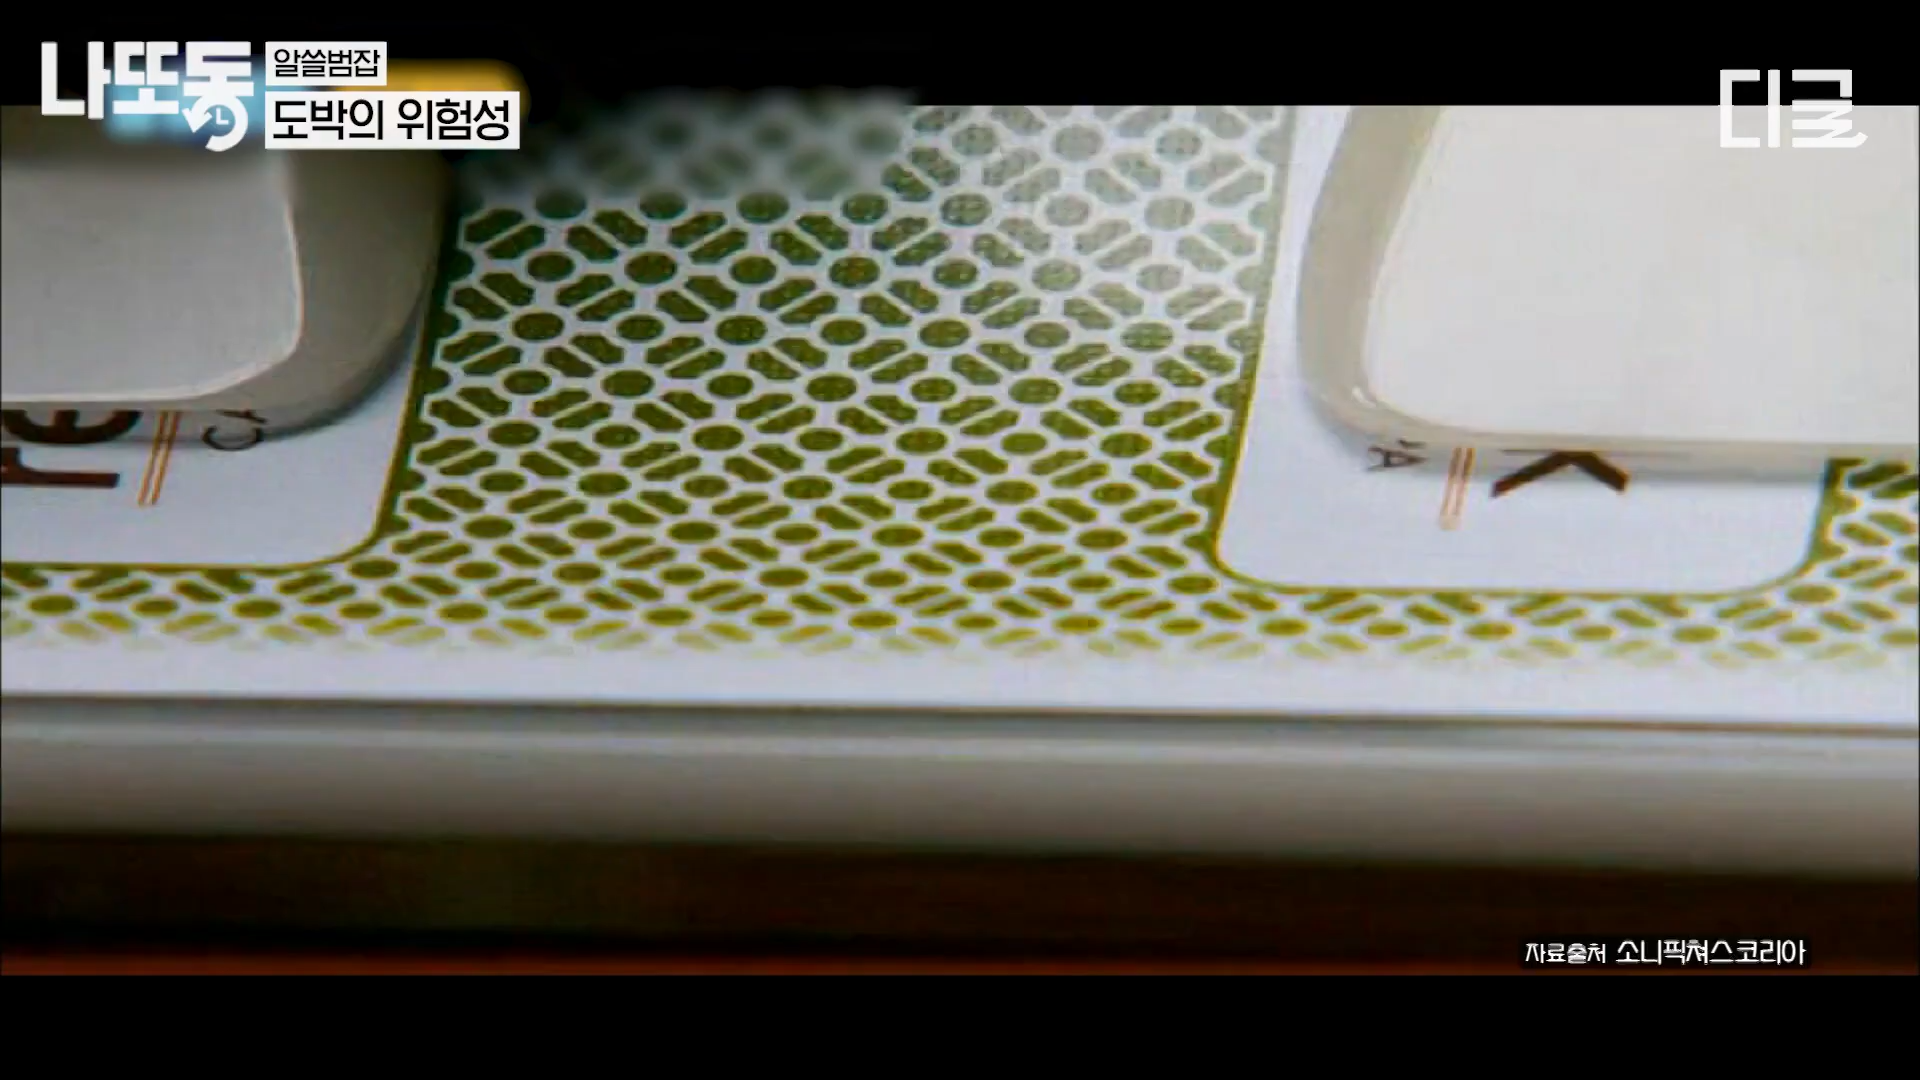 나또동
알쓸범잡
도박의 위험성
디글
자료출처 소니픽쳐스코리아